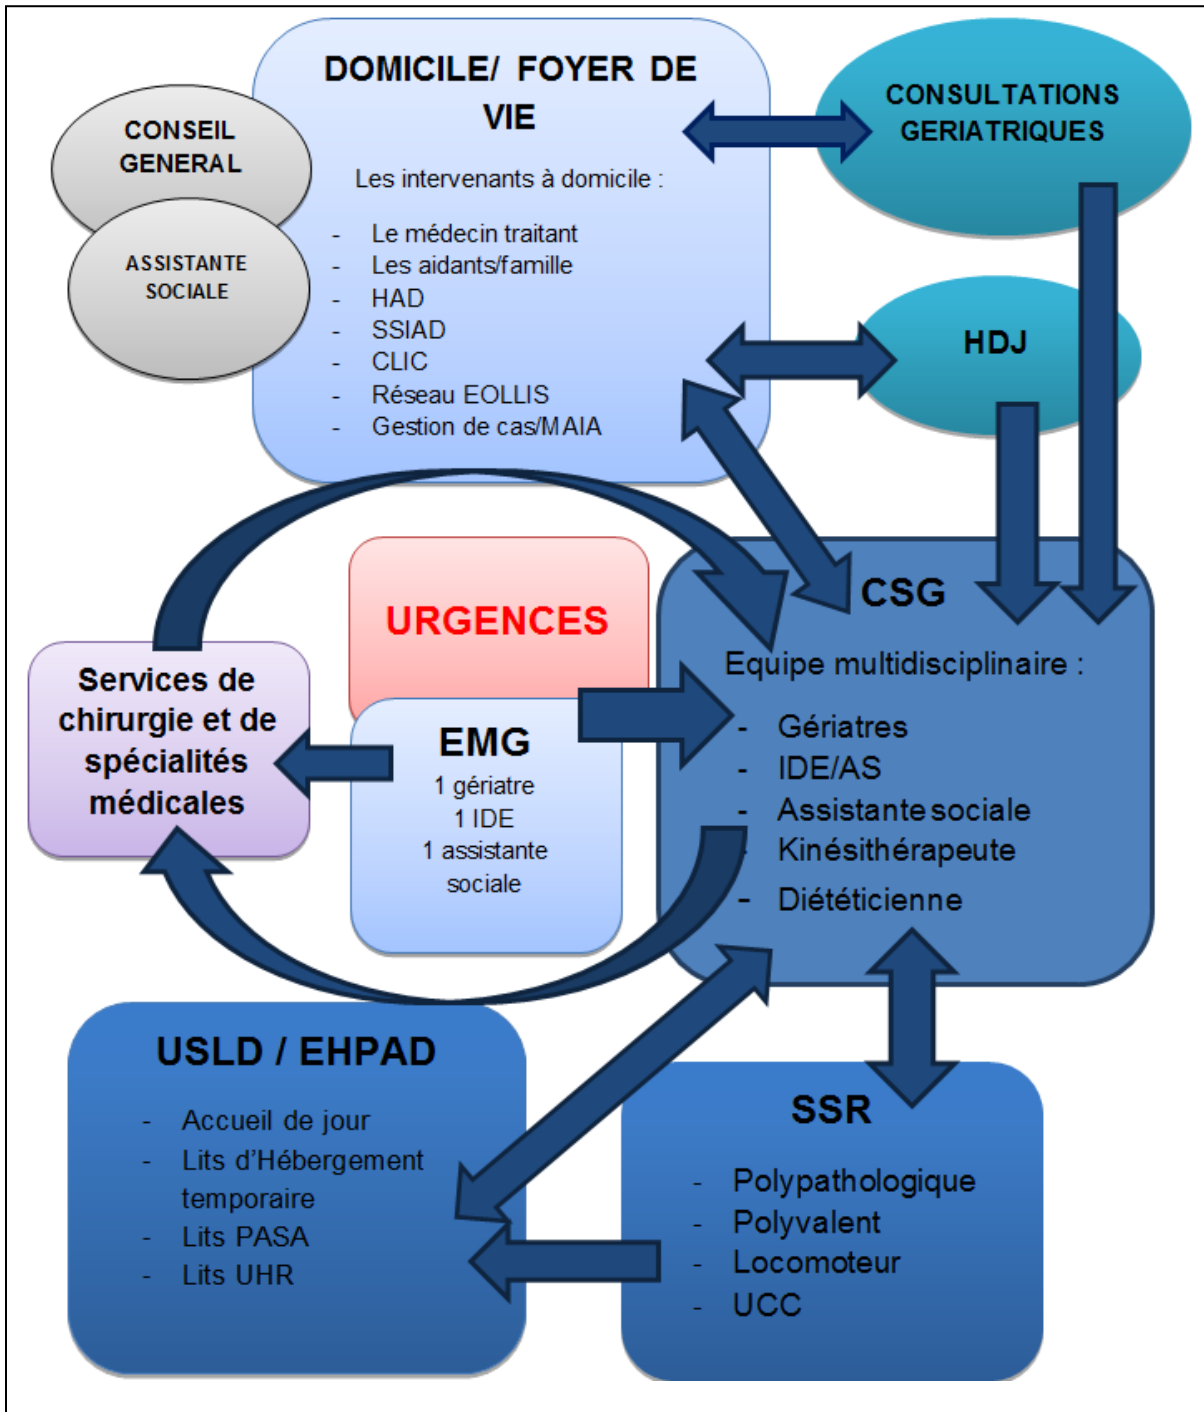 DOMICILE/ FOYER DE
VIE
Les intervenants à domicile :
- Le médecin traitant
- Les aidants/famille
- HAD
- SSIAD
- CLIC
- Réseau EOLLIS
- Gestion de cas/MAIA
CONSEIL
GENERAL
ASSISTANTE
SOCIALE
CONSULTATIONS
GERIATRIQUES
HDJ
URGENCES
EMG
1 gériatre
1 IDE
1 assistante
sociale
Services de
chirurgie et de
spécialités
médicales
CSG
Equipe multidisciplinaire :
- Gériatres
- IDE/AS
- Assistante sociale
- Kinésithérapeute
- Diététicienne
USLD / EHPAD
- Accueil de jour
- Lits d'Hébergement
temporaire
- Lits PASA
- Lits UHR
SSR
- Polypathologique
- Polyvalent
- Locomoteur
- UCC